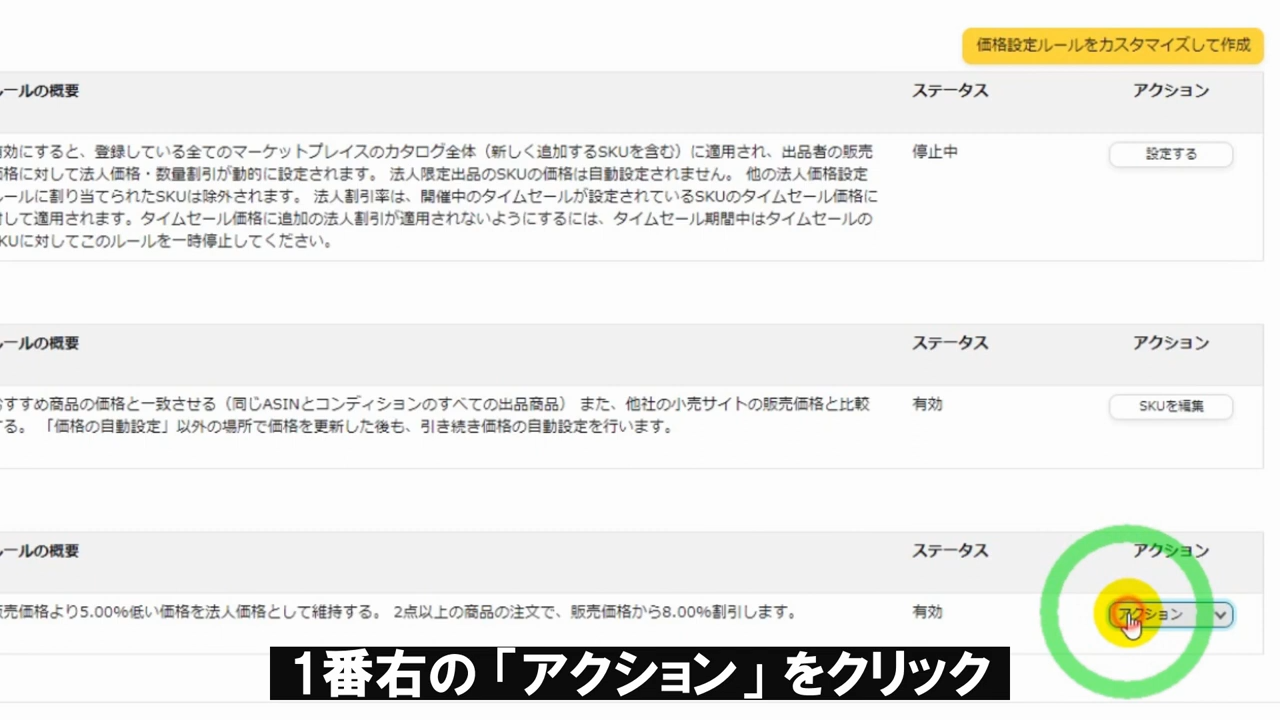 価格設定ルールをカスタマイズして作成
ールの概要 ステータス アクション
効にすると、登録している全てのマーケットプレイスのカタログ全体（新しく追加するSKUを含む）に適用され、出品者の販売 停止中 設定する
格に対して法人価格・数量割引が動的に設定されます。 法人限定出品のSKUの価格は自動設定されません。 他の法人価格設定
ールに割り当てられたSKUは除外されます。 法人割引率は、開催中のタイムセールが設定されているSKUのタイムセール価格に
して適用されます。タイムセール価格に追加の法人割引が適用されないようにするには、タイムセール期間中はタイムセールの
KUに対してこのルールを一時停止してください。
ールの概要 ステータス アクション
すすめ商品の価格と一致させる（同じASINとコンディションのすべての出品商品） また、他社の小売サイトの販売価格と比較 有効 SKUを編集
る。 「価格の自動設定」以外の場所で価格を更新した後も、引き続き価格の自動設定を行います。
ールの概要 ステータス アクション
売価格より5.00%低い価格を法人価格として維持する。 2点以上の商品の注文で、販売価格から8.00%割引します。 有効 アクション
1番右の「アクション」をクリック